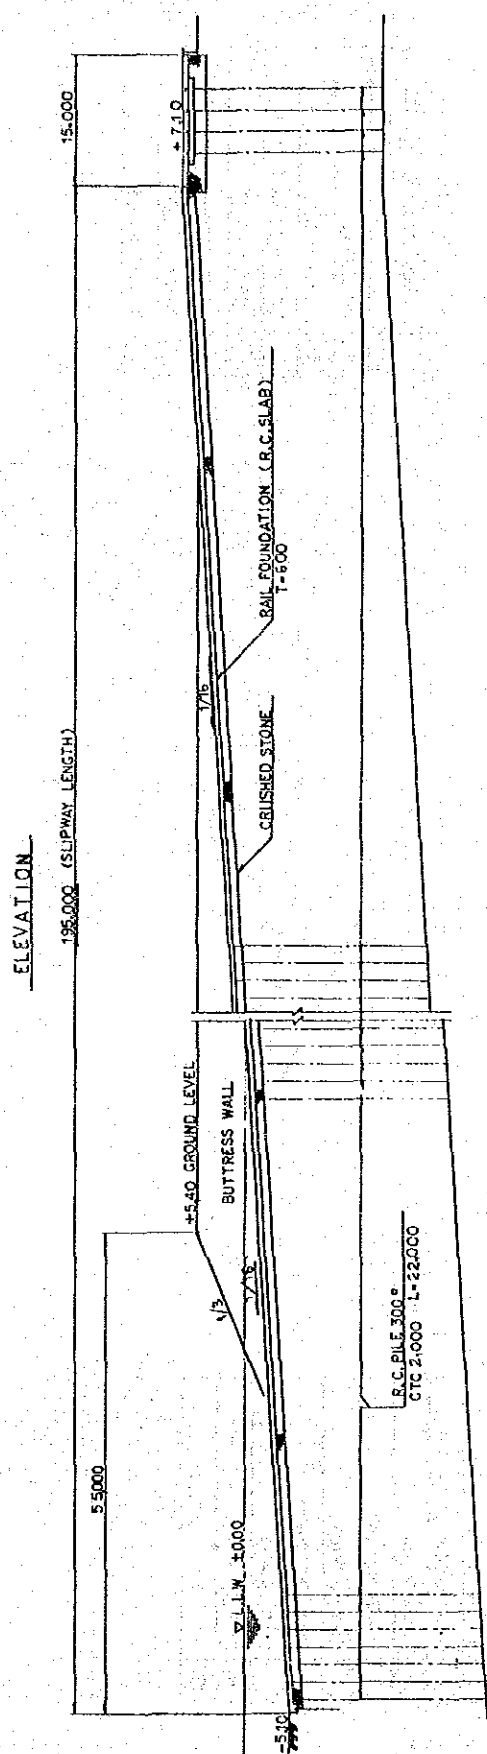 ELEVATION
195.000 (SLIPWAY LENGTH)
15.000
+7.10
RAIL FOUNDATION (R.C.SLAB)
T=600
1/16
CRUSHED STONE
+5.40 GROUND LEVEL
BUTTRESS WALL
1/3
1/16
55.000
R.C.PILE 300°
CTC 2.000 L=22.000
▽ L.L.W. ±0.00
-5.10